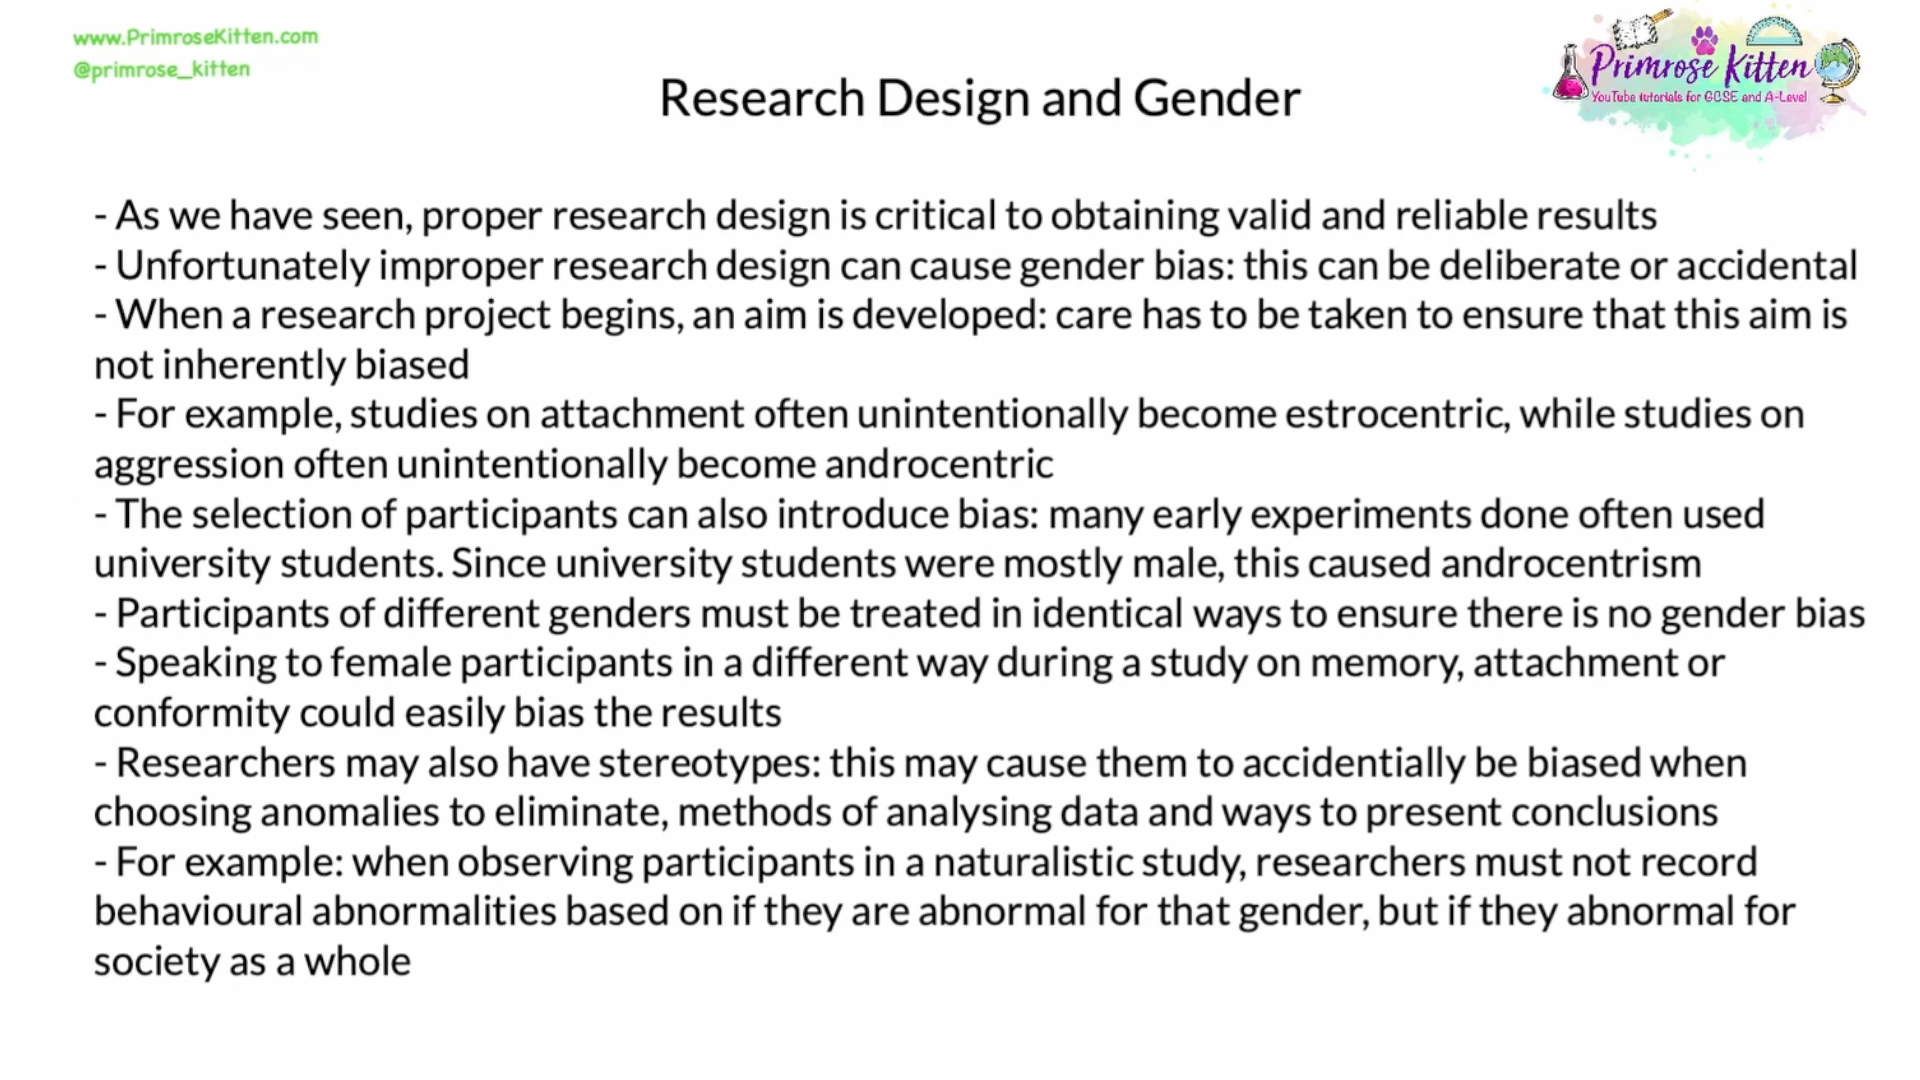 www.PrimroseKitten.com
@primrose_kitten
Primrose Kitten
YouTube tutorials for GCSE and A-Level
Research Design and Gender
- As we have seen, proper research design is critical to obtaining valid and reliable results
- Unfortunately improper research design can cause gender bias: this can be deliberate or accidental
- When a research project begins, an aim is developed: care has to be taken to ensure that this aim is
not inherently biased
- For example, studies on attachment often unintentionally become estrocentric, while studies on
aggression often unintentionally become androcentric
- The selection of participants can also introduce bias: many early experiments done often used
university students. Since university students were mostly male, this caused androcentrism
- Participants of different genders must be treated in identical ways to ensure there is no gender bias
- Speaking to female participants in a different way during a study on memory, attachment or
conformity could easily bias the results
- Researchers may also have stereotypes: this may cause them to accidentially be biased when
choosing anomalies to eliminate, methods of analysing data and ways to present conclusions
- For example: when observing participants in a naturalistic study, researchers must not record
behavioural abnormalities based on if they are abnormal for that gender, but if they abnormal for
society as a whole